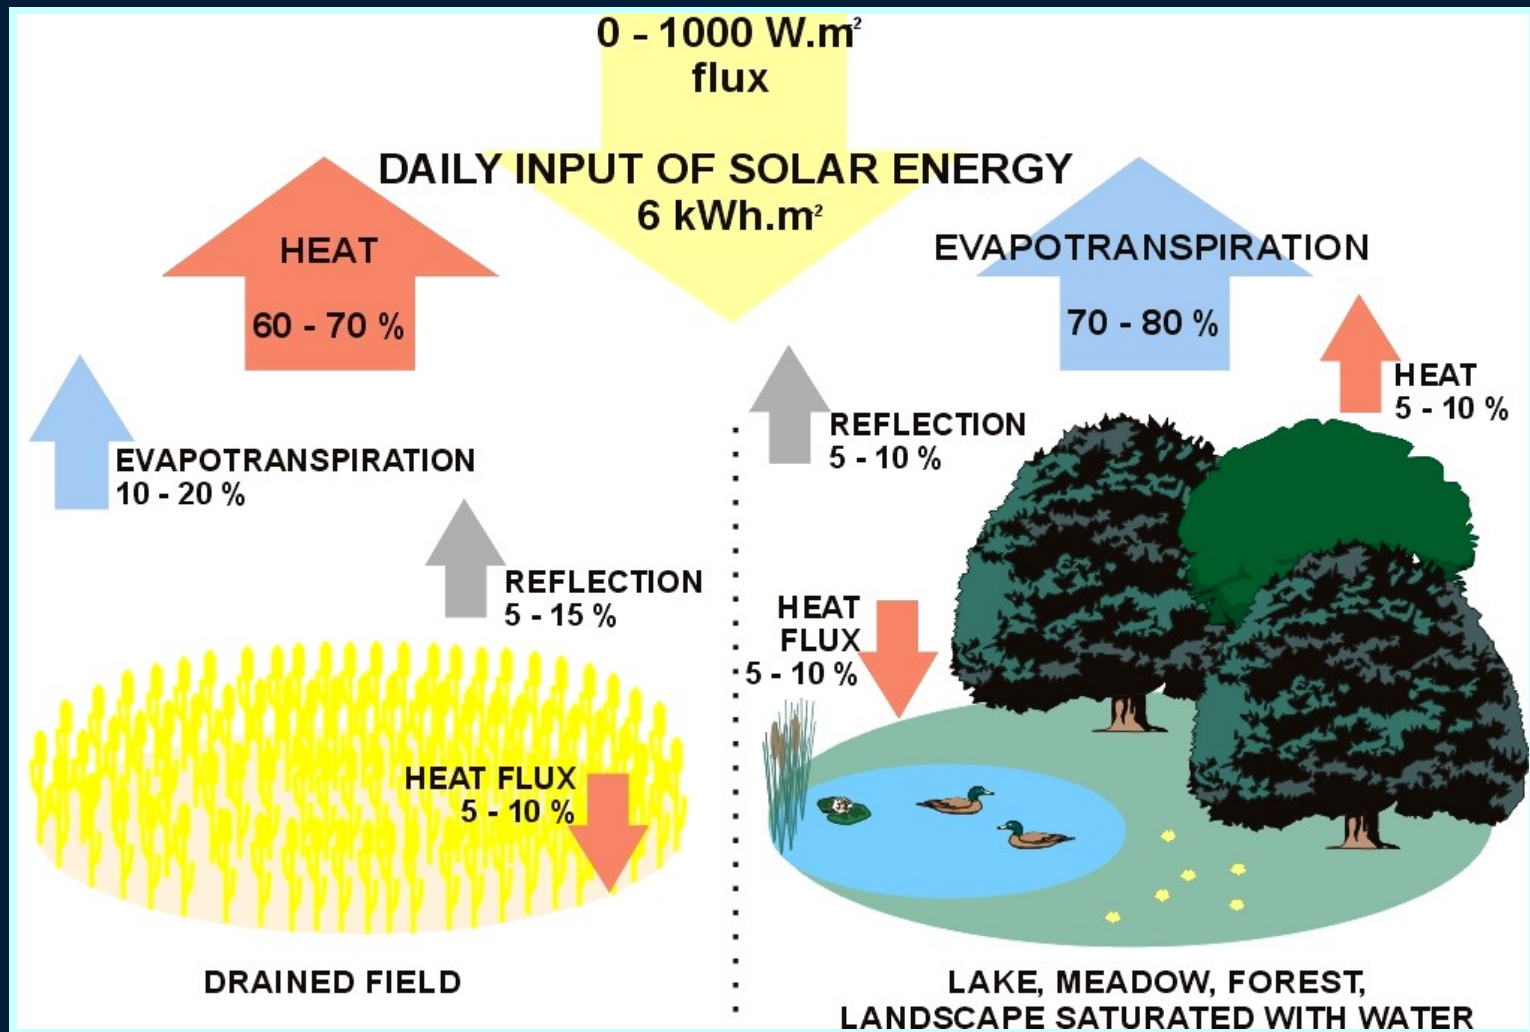 0 - 1000 W.m²
flux
DAILY INPUT OF SOLAR ENERGY
6 kWh.m²
HEAT
60 - 70 %
EVAPOTRANSPIRATION
10 - 20 %
REFLECTION
5 - 15 %
HEAT FLUX
5 - 10 %
DRAINED FIELD
EVAPOTRANSPIRATION
70 - 80 %
HEAT
5 - 10 %
REFLECTION
5 - 10 %
HEAT
FLUX
5 - 10 %
LAKE, MEADOW, FOREST,
LANDSCAPE SATURATED WITH WATER